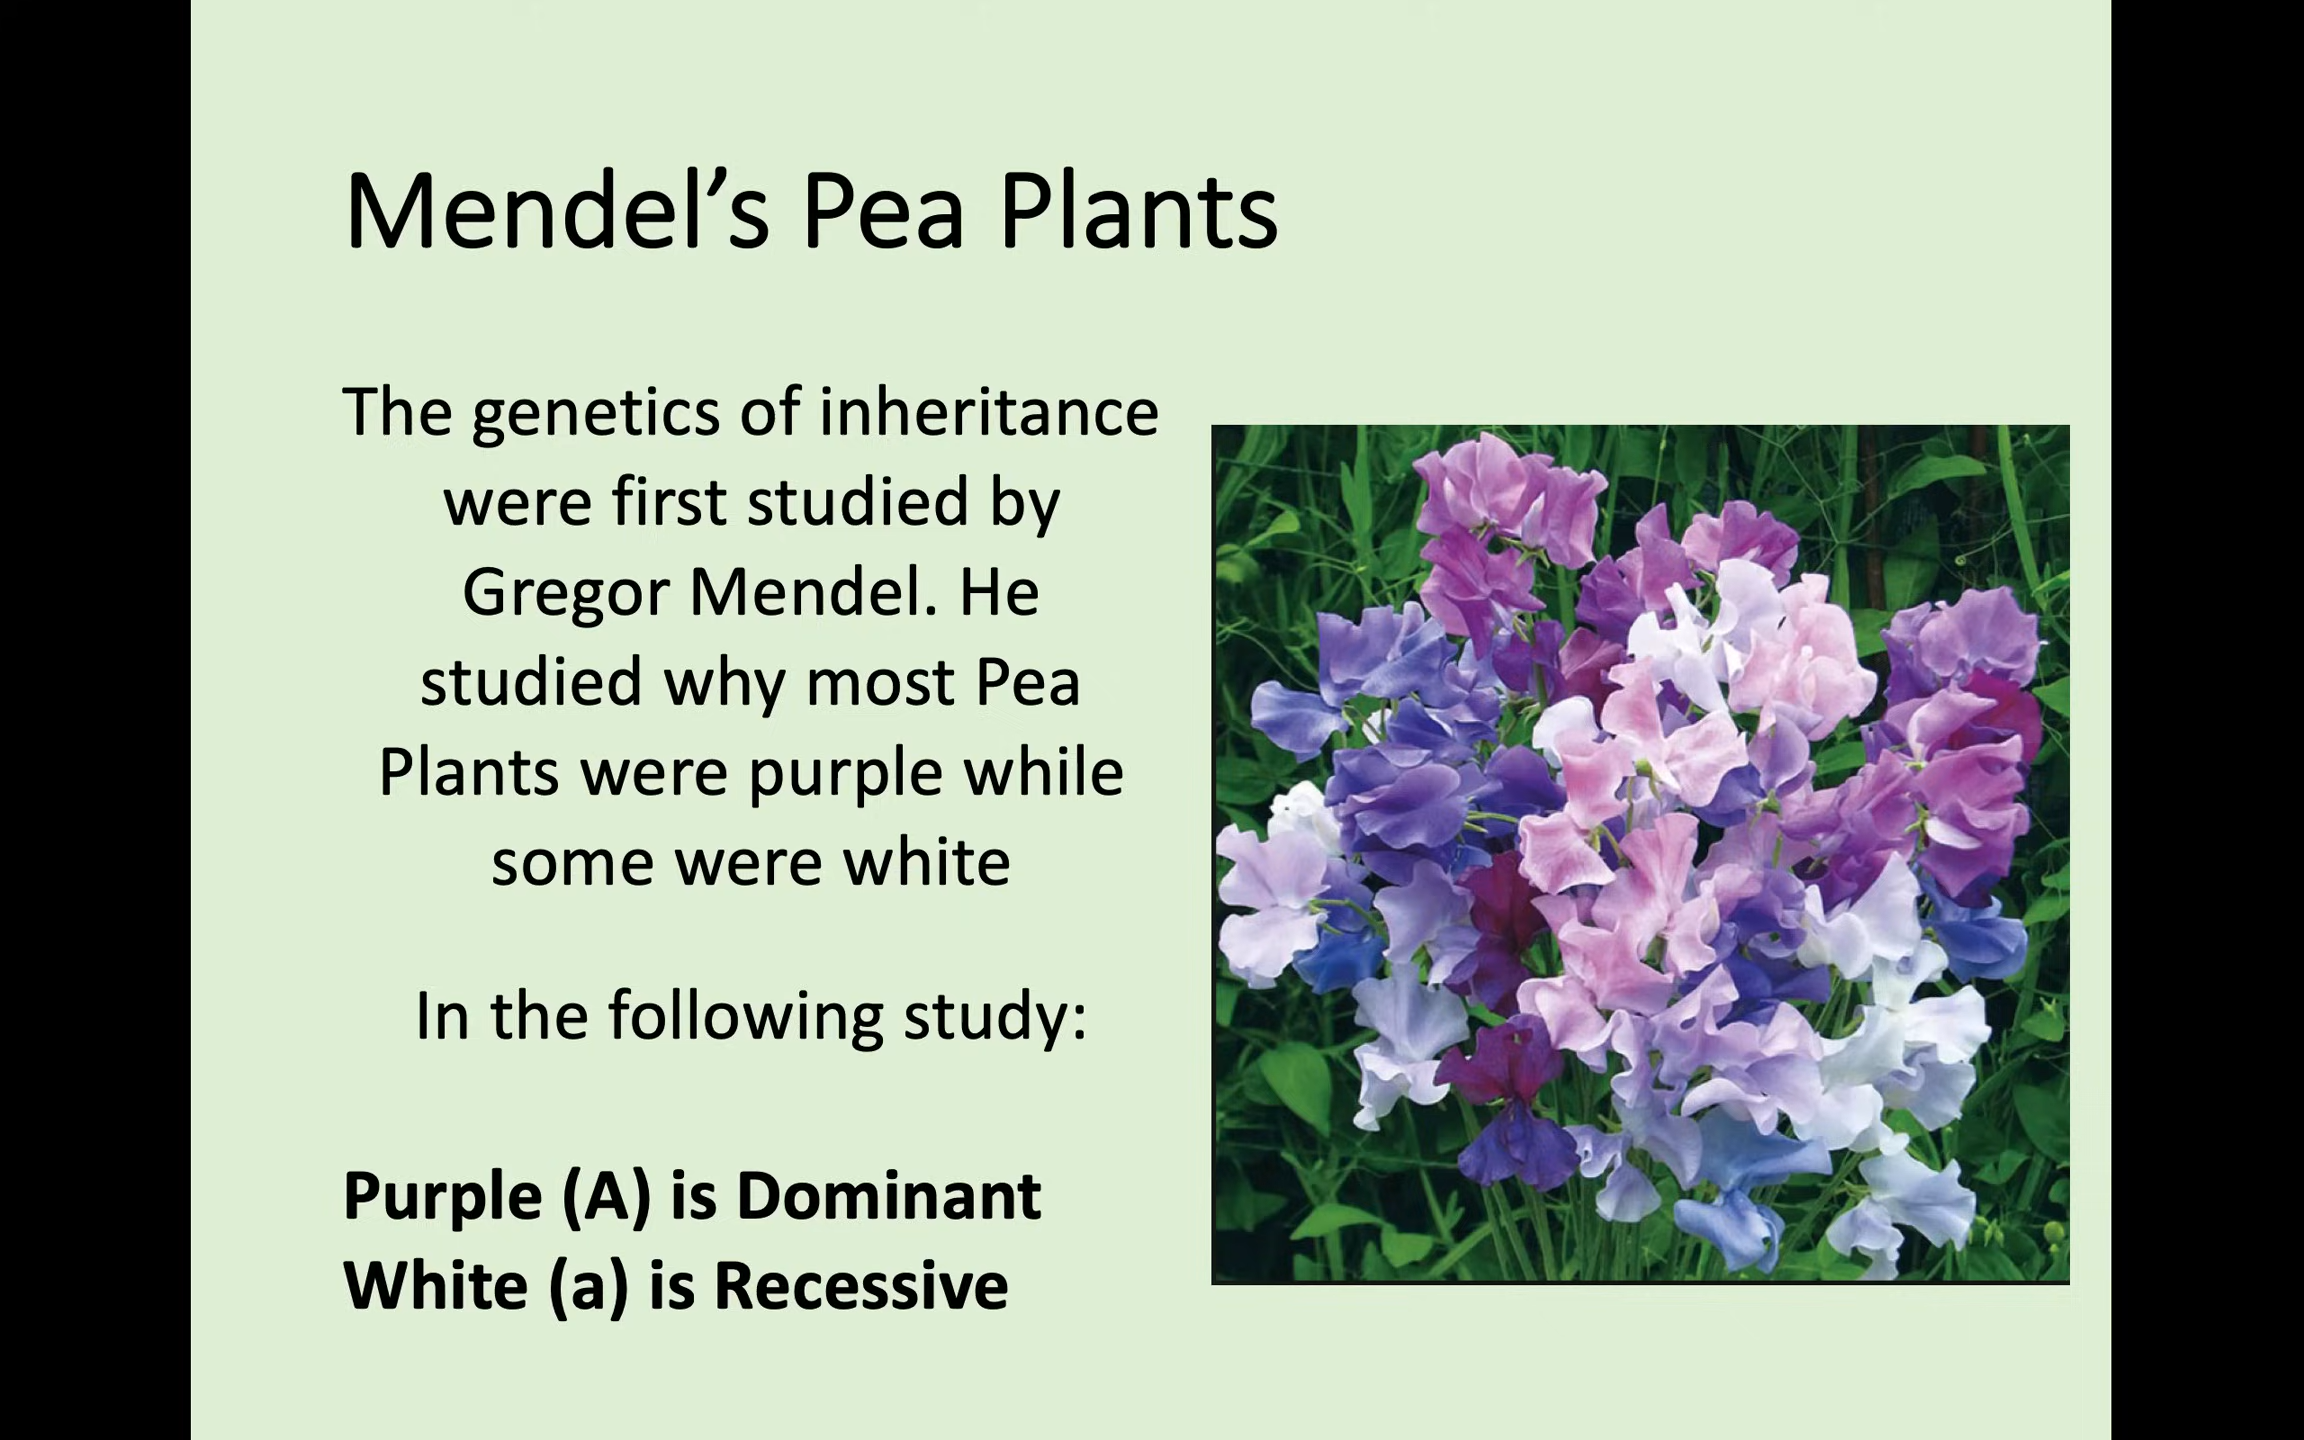 Mendel’s Pea Plants
The genetics of inheritance
were first studied by
Gregor Mendel. He
studied why most Pea
Plants were purple while
some were white
In the following study:
Purple (A) is Dominant
White (a) is Recessive